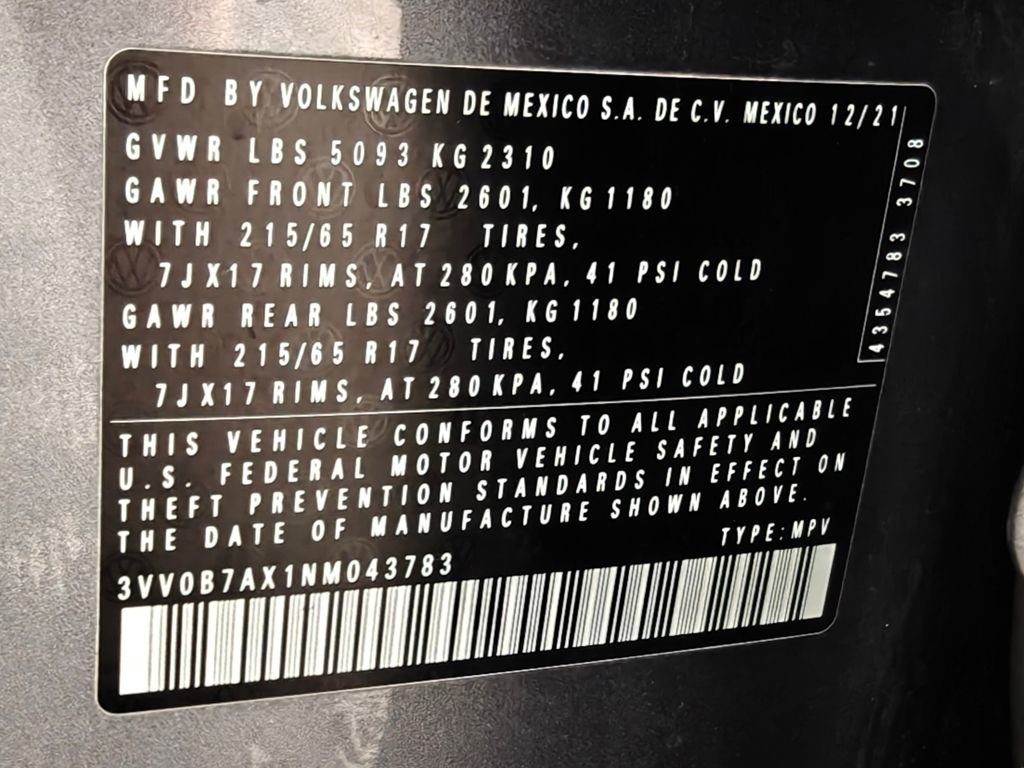 MFD BY VOLKSWAGEN DE MEXICO S.A. DE C.V. MEXICO 12/21
GVWR LBS 5093 KG 2310
GAWR FRONT LBS 2601, KG 1180
WITH 215/65 R17 TIRES,
7JX17 RIMS, AT 280 KPA, 41 PSI COLD
GAWR REAR LBS 2601, KG 1180
WITH 215/65 R17 TIRES,
7JX17 RIMS, AT 280 KPA, 41 PSI COLD
4354783 3708
THIS VEHICLE CONFORMS TO ALL APPLICABLE
U.S. FEDERAL MOTOR VEHICLE SAFETY AND
THEFT PREVENTION STANDARDS IN EFFECT ON
THE DATE OF MANUFACTURE SHOWN ABOVE.
TYPE: MPV
3VV0B7AX1NM043783